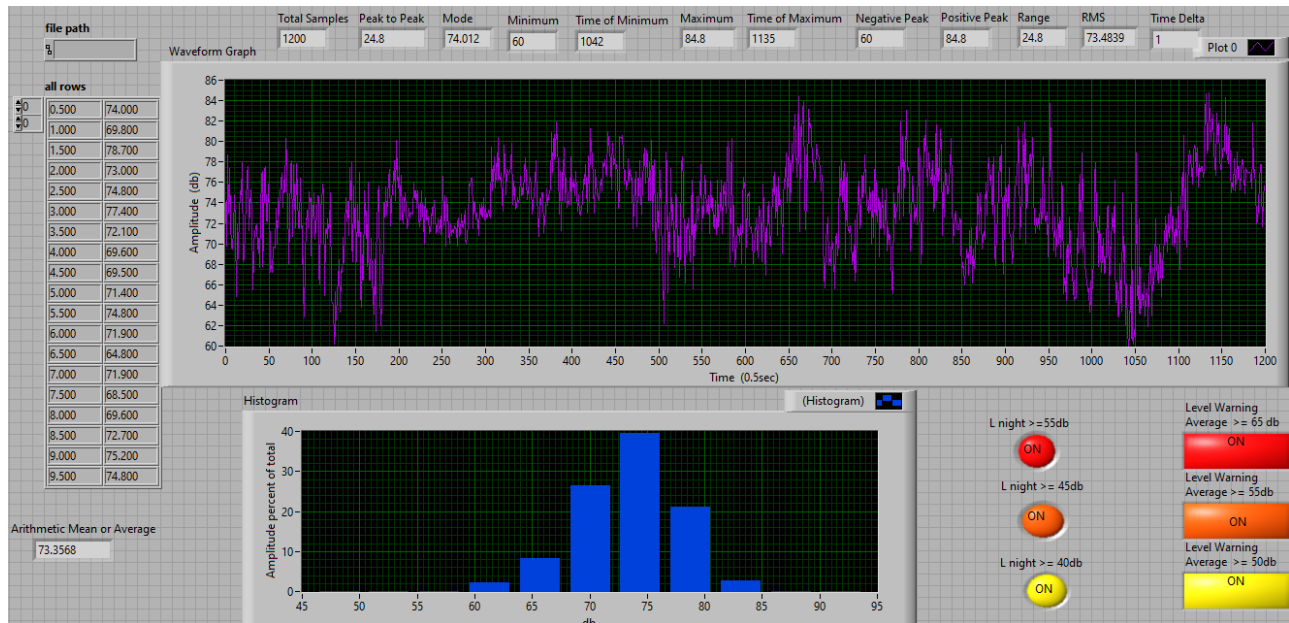 file path
Total Samples Peak to Peak Mode Minimum Time of Minimum Maximum Time of Maximum Negative Peak Positive Peak Range RMS Time Delta
1200 24.8 74.012 60 1042 84.8 1135 60 84.8 24.8 73.4839 1
Waveform Graph
Plot 0
all rows
0
0
0.500 74.000
1.000 69.800
1.500 78.700
2.000 73.000
2.500 74.800
3.000 77.400
3.500 72.100
4.000 69.600
4.500 69.500
5.000 71.400
5.500 74.800
6.000 71.900
6.500 64.800
7.000 71.900
7.500 68.500
8.000 69.600
8.500 72.700
9.000 75.200
9.500 74.800
Amplitude (db)
86
84
82
80
78
76
74
72
70
68
66
64
62
60
0 50 100 150 200 250 300 350 400 450 500 550 600 650 700 750 800 850 900 950 1000 1050 1100 1150 1200
Time (0.5sec)
Arithmetic Mean or Average
73.3568
Histogram
(Histogram)
Amplitude percent of total
40
30
20
10
0
45 50 55 60 65 70 75 80 85 90 95
db
L night >=55db
ON
L night >= 45db
ON
L night >= 40db
ON
Level Warning
Average >= 65 db
ON
Level Warning
Average >= 55db
ON
Level Warning
Average >= 50db
ON